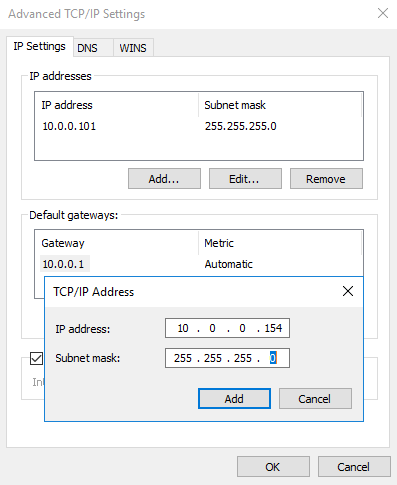 Advanced TCP/IP Settings
IP Settings DNS WINS
IP addresses
IP address Subnet mask
10.0.0.101 255.255.255.0
Add... Edit... Remove
Default gateways:
Gateway Metric
10.0.0.1 Automatic
TCP/IP Address
IP address: 10 . 0 . 0 . 154
Subnet mask: 255 . 255 . 255 . 0
Add Cancel
OK Cancel